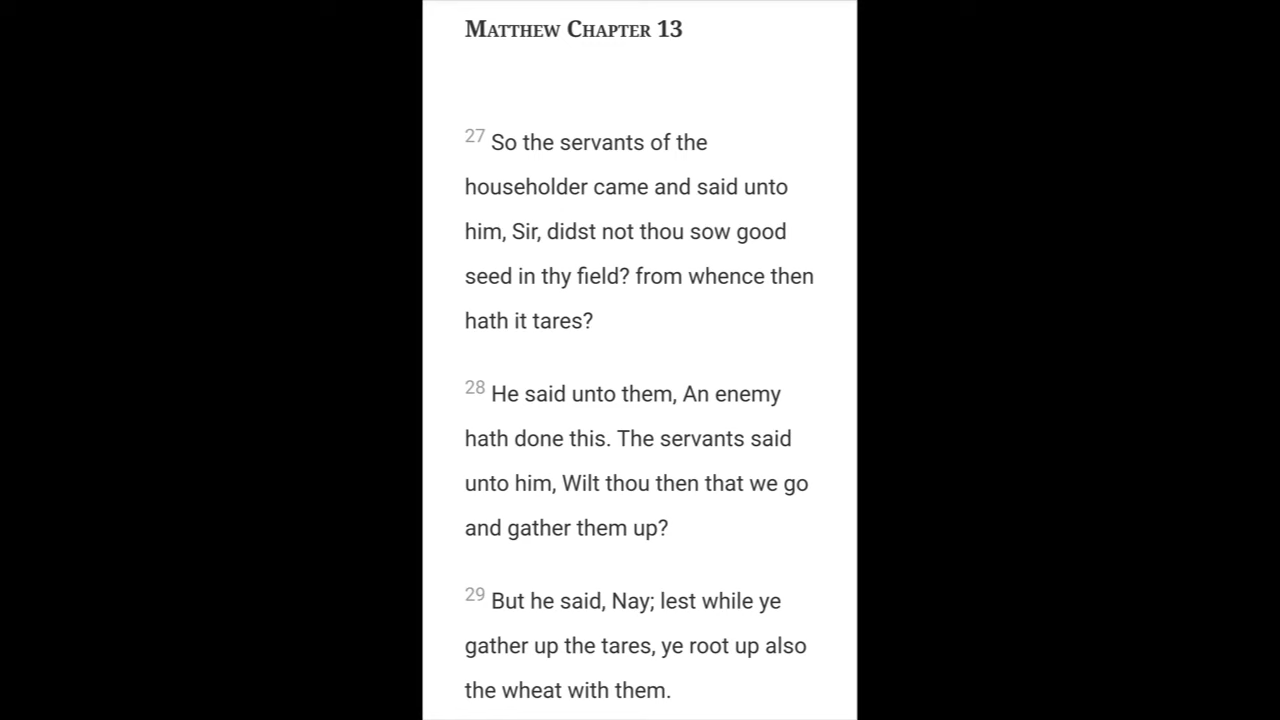 Matthew Chapter 13
27 So the servants of the
householder came and said unto
him, Sir, didst not thou sow good
seed in thy field? from whence then
hath it tares?
28 He said unto them, An enemy
hath done this. The servants said
unto him, Wilt thou then that we go
and gather them up?
29 But he said, Nay; lest while ye
gather up the tares, ye root up also
the wheat with them.